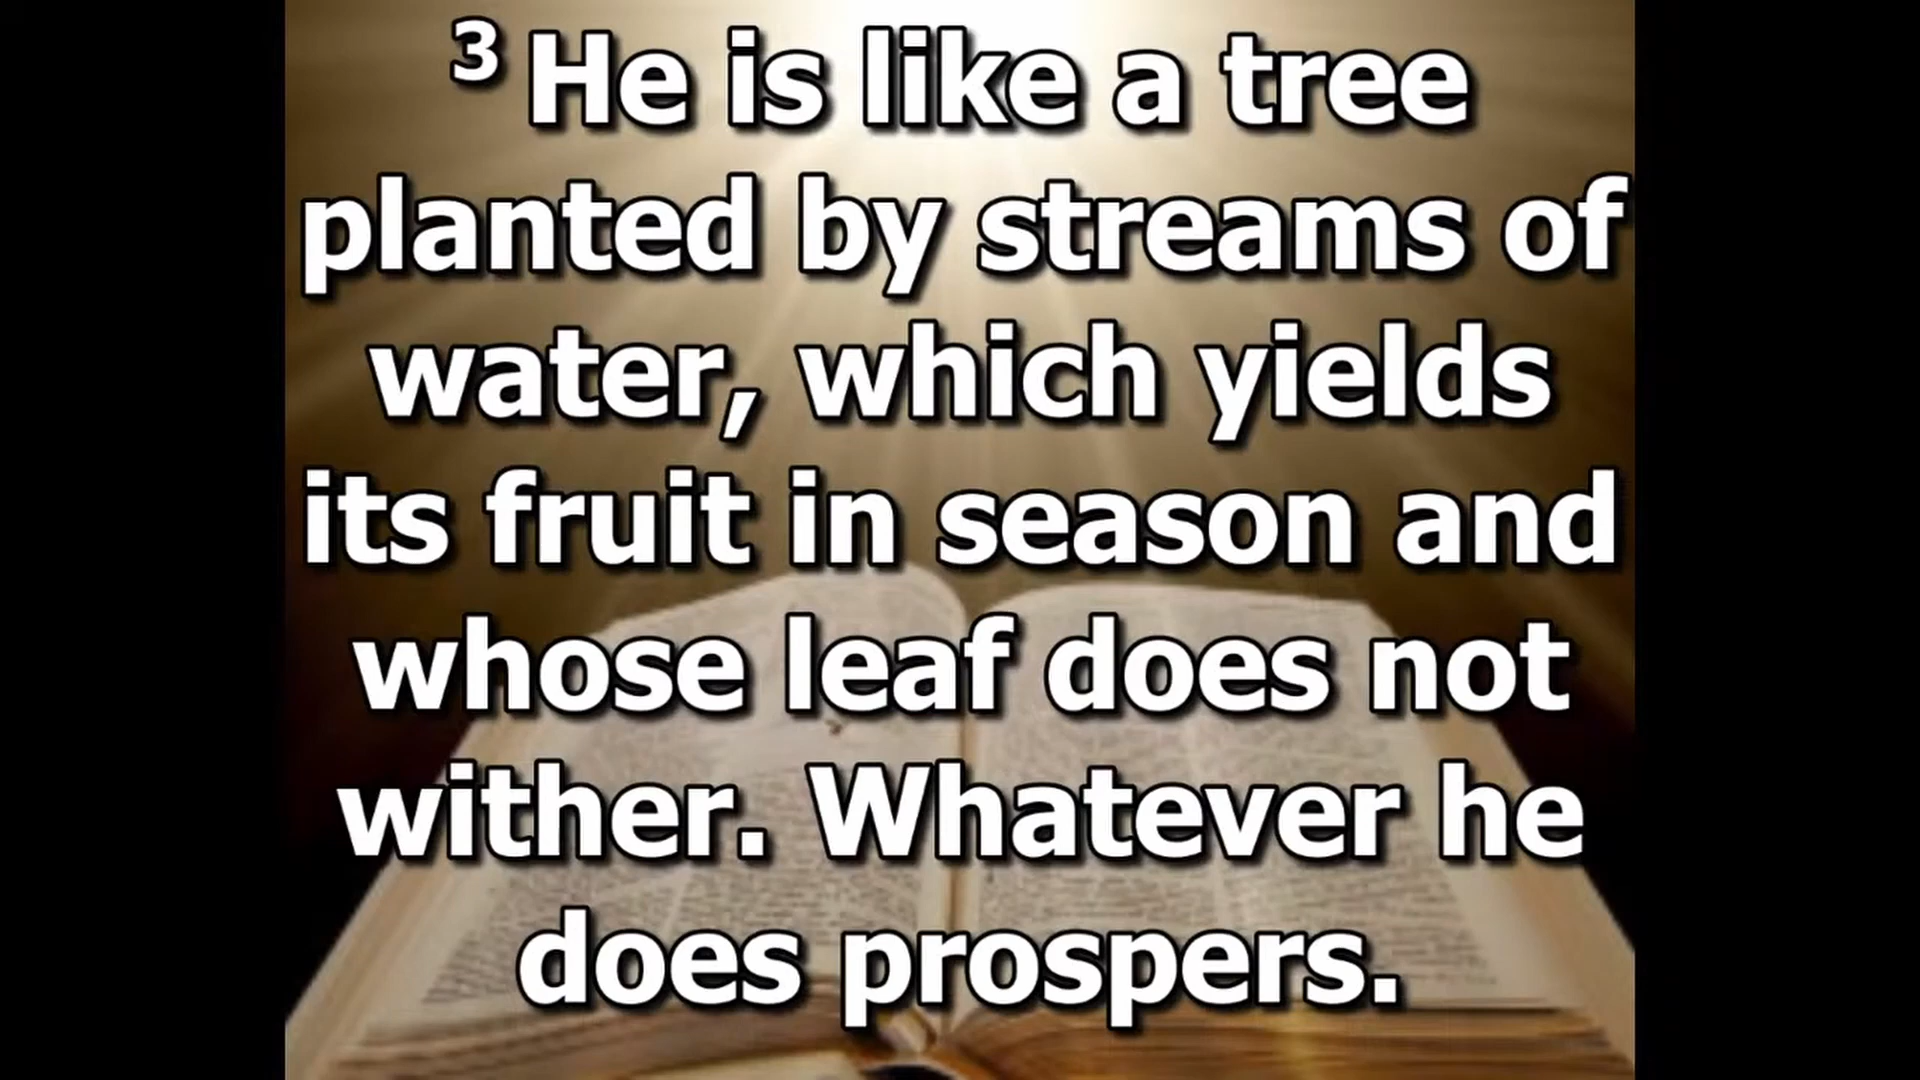 3 He is like a tree
planted by streams of
water, which yields
its fruit in season and
whose leaf does not
wither. Whatever he
does prospers.